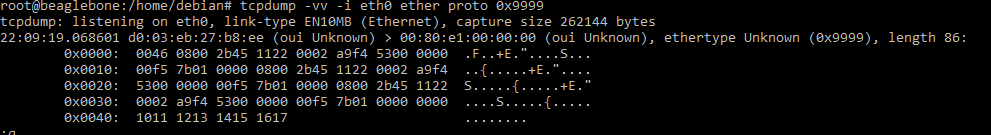 root@beaglebone:/home/debian# tcpdump -vv -i eth0 ether proto 0x9999
tcpdump: listening on eth0, link-type EN10MB (Ethernet), capture size 262144 bytes
22:09:19.068601 d0:03:eb:27:b8:ee (oui Unknown) > 00:80:e1:00:00:00 (oui Unknown), ethertype Unknown (0x9999), length 86:
0x0000:  0046 0800 2b45 1122 0002 a9f4 5300 0000  .F..+E."....S...
0x0010:  00f5 7b01 0000 0800 2b45 1122 0002 a9f4  ..{.....+E."....
0x0020:  5300 0000 00f5 7b01 0000 0800 2b45 1122  S.....{.....+E."
0x0030:  0002 a9f4 5300 0000 00f5 7b01 0000 0000  ....S.....{.....
0x0040:  1011 1213 1415 1617  ........